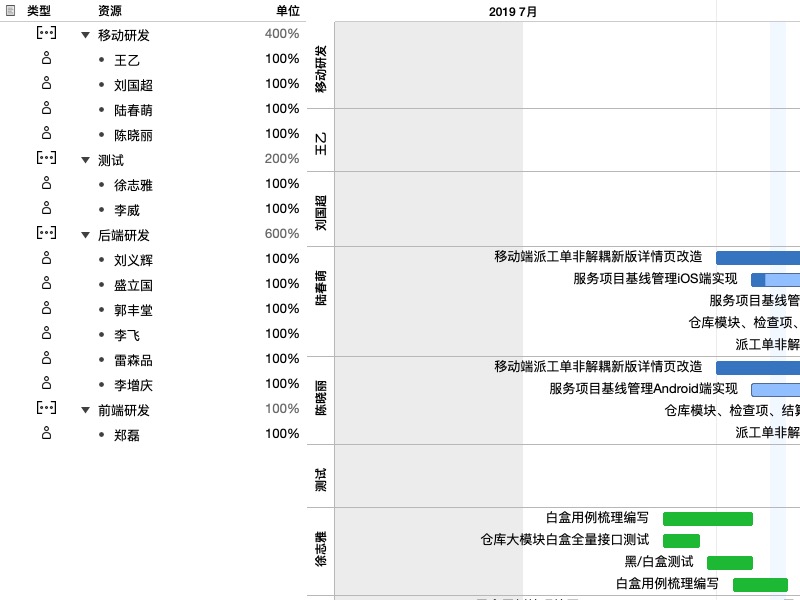 类型 资源 单位
移动研发 400%
王乙 100%
刘国超 100%
陆春萌 100%
陈晓丽 100%
测试 200%
徐志雅 100%
李威 100%
后端研发 600%
刘义辉 100%
盛立国 100%
郭丰堂 100%
李飞 100%
雷森品 100%
李增庆 100%
前端研发 100%
郑磊 100%
2019 7月
移动研发
王乙
刘国超
陆春萌
移动端派工单非解耦新版详情页改造
服务项目基线管理iOS端实现
服务项目基线管
仓库模块、检查项、
派工单非解
陈晓丽
移动端派工单非解耦新版详情页改造
服务项目基线管理Android端实现
仓库模块、检查项、结算
派工单非解
测试
徐志雅
白盒用例梳理编写
仓库大模块白盒全量接口测试
黑/白盒测试
白盒用例梳理编写